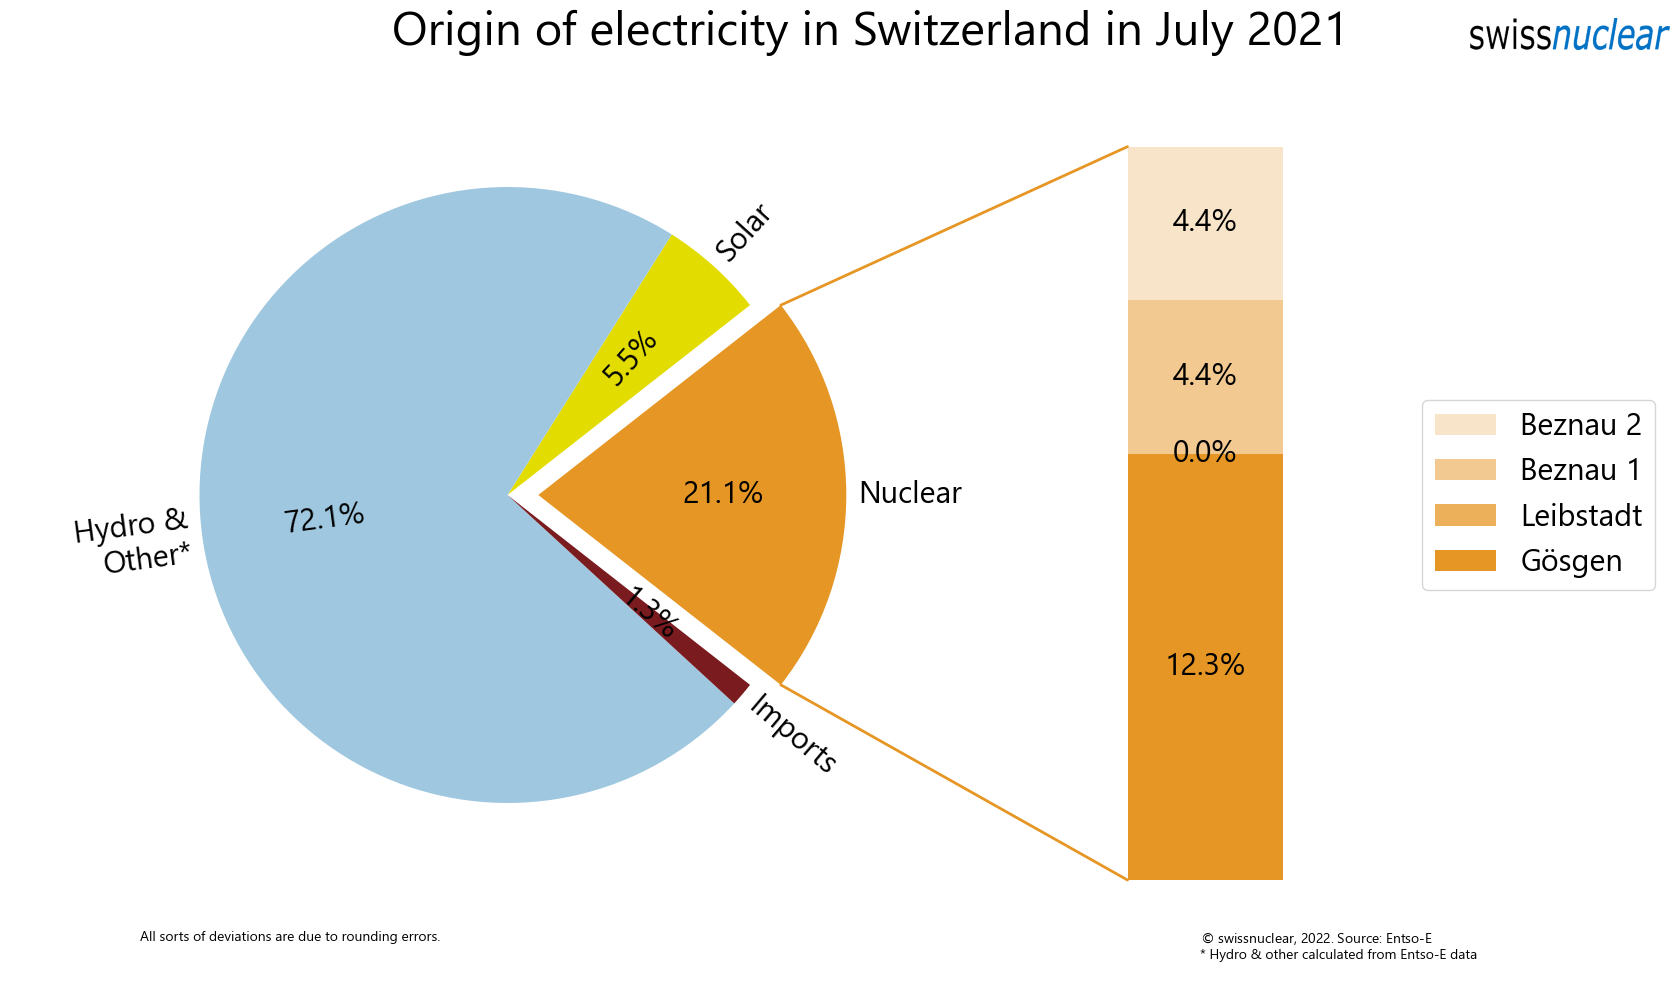 Origin of electricity in Switzerland in July 2021
swissnuclear
Solar
5.5%
Nuclear
21.1%
Hydro &
Other*
72.1%
1.3%
Imports
4.4%
4.4%
0.0%
12.3%
Beznau 2
Beznau 1
Leibstadt
Gösgen
All sorts of deviations are due to rounding errors.
© swissnuclear, 2022. Source: Entso-E
* Hydro & other calculated from Entso-E data